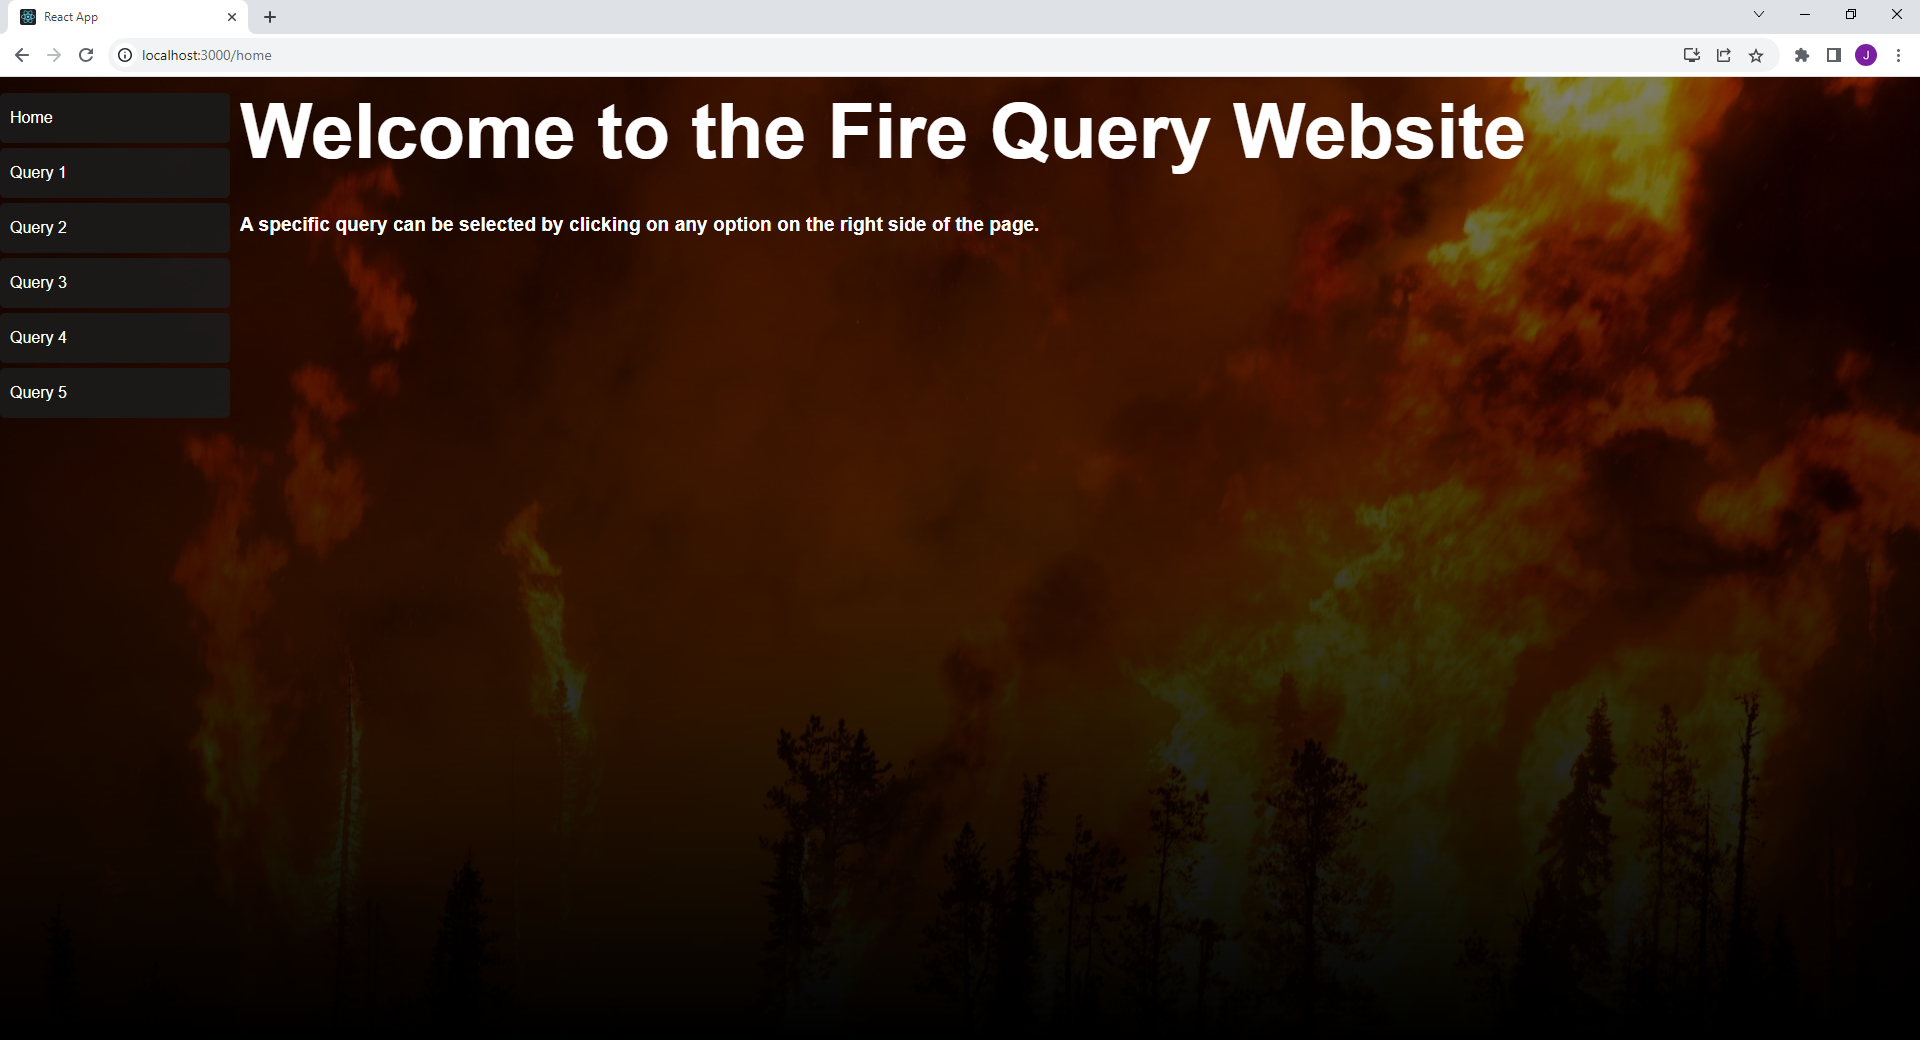 React App
localhost:3000/home
J
Home
Query 1
Query 2
Query 3
Query 4
Query 5
Welcome to the Fire Query Website
A specific query can be selected by clicking on any option on the right side of the page.